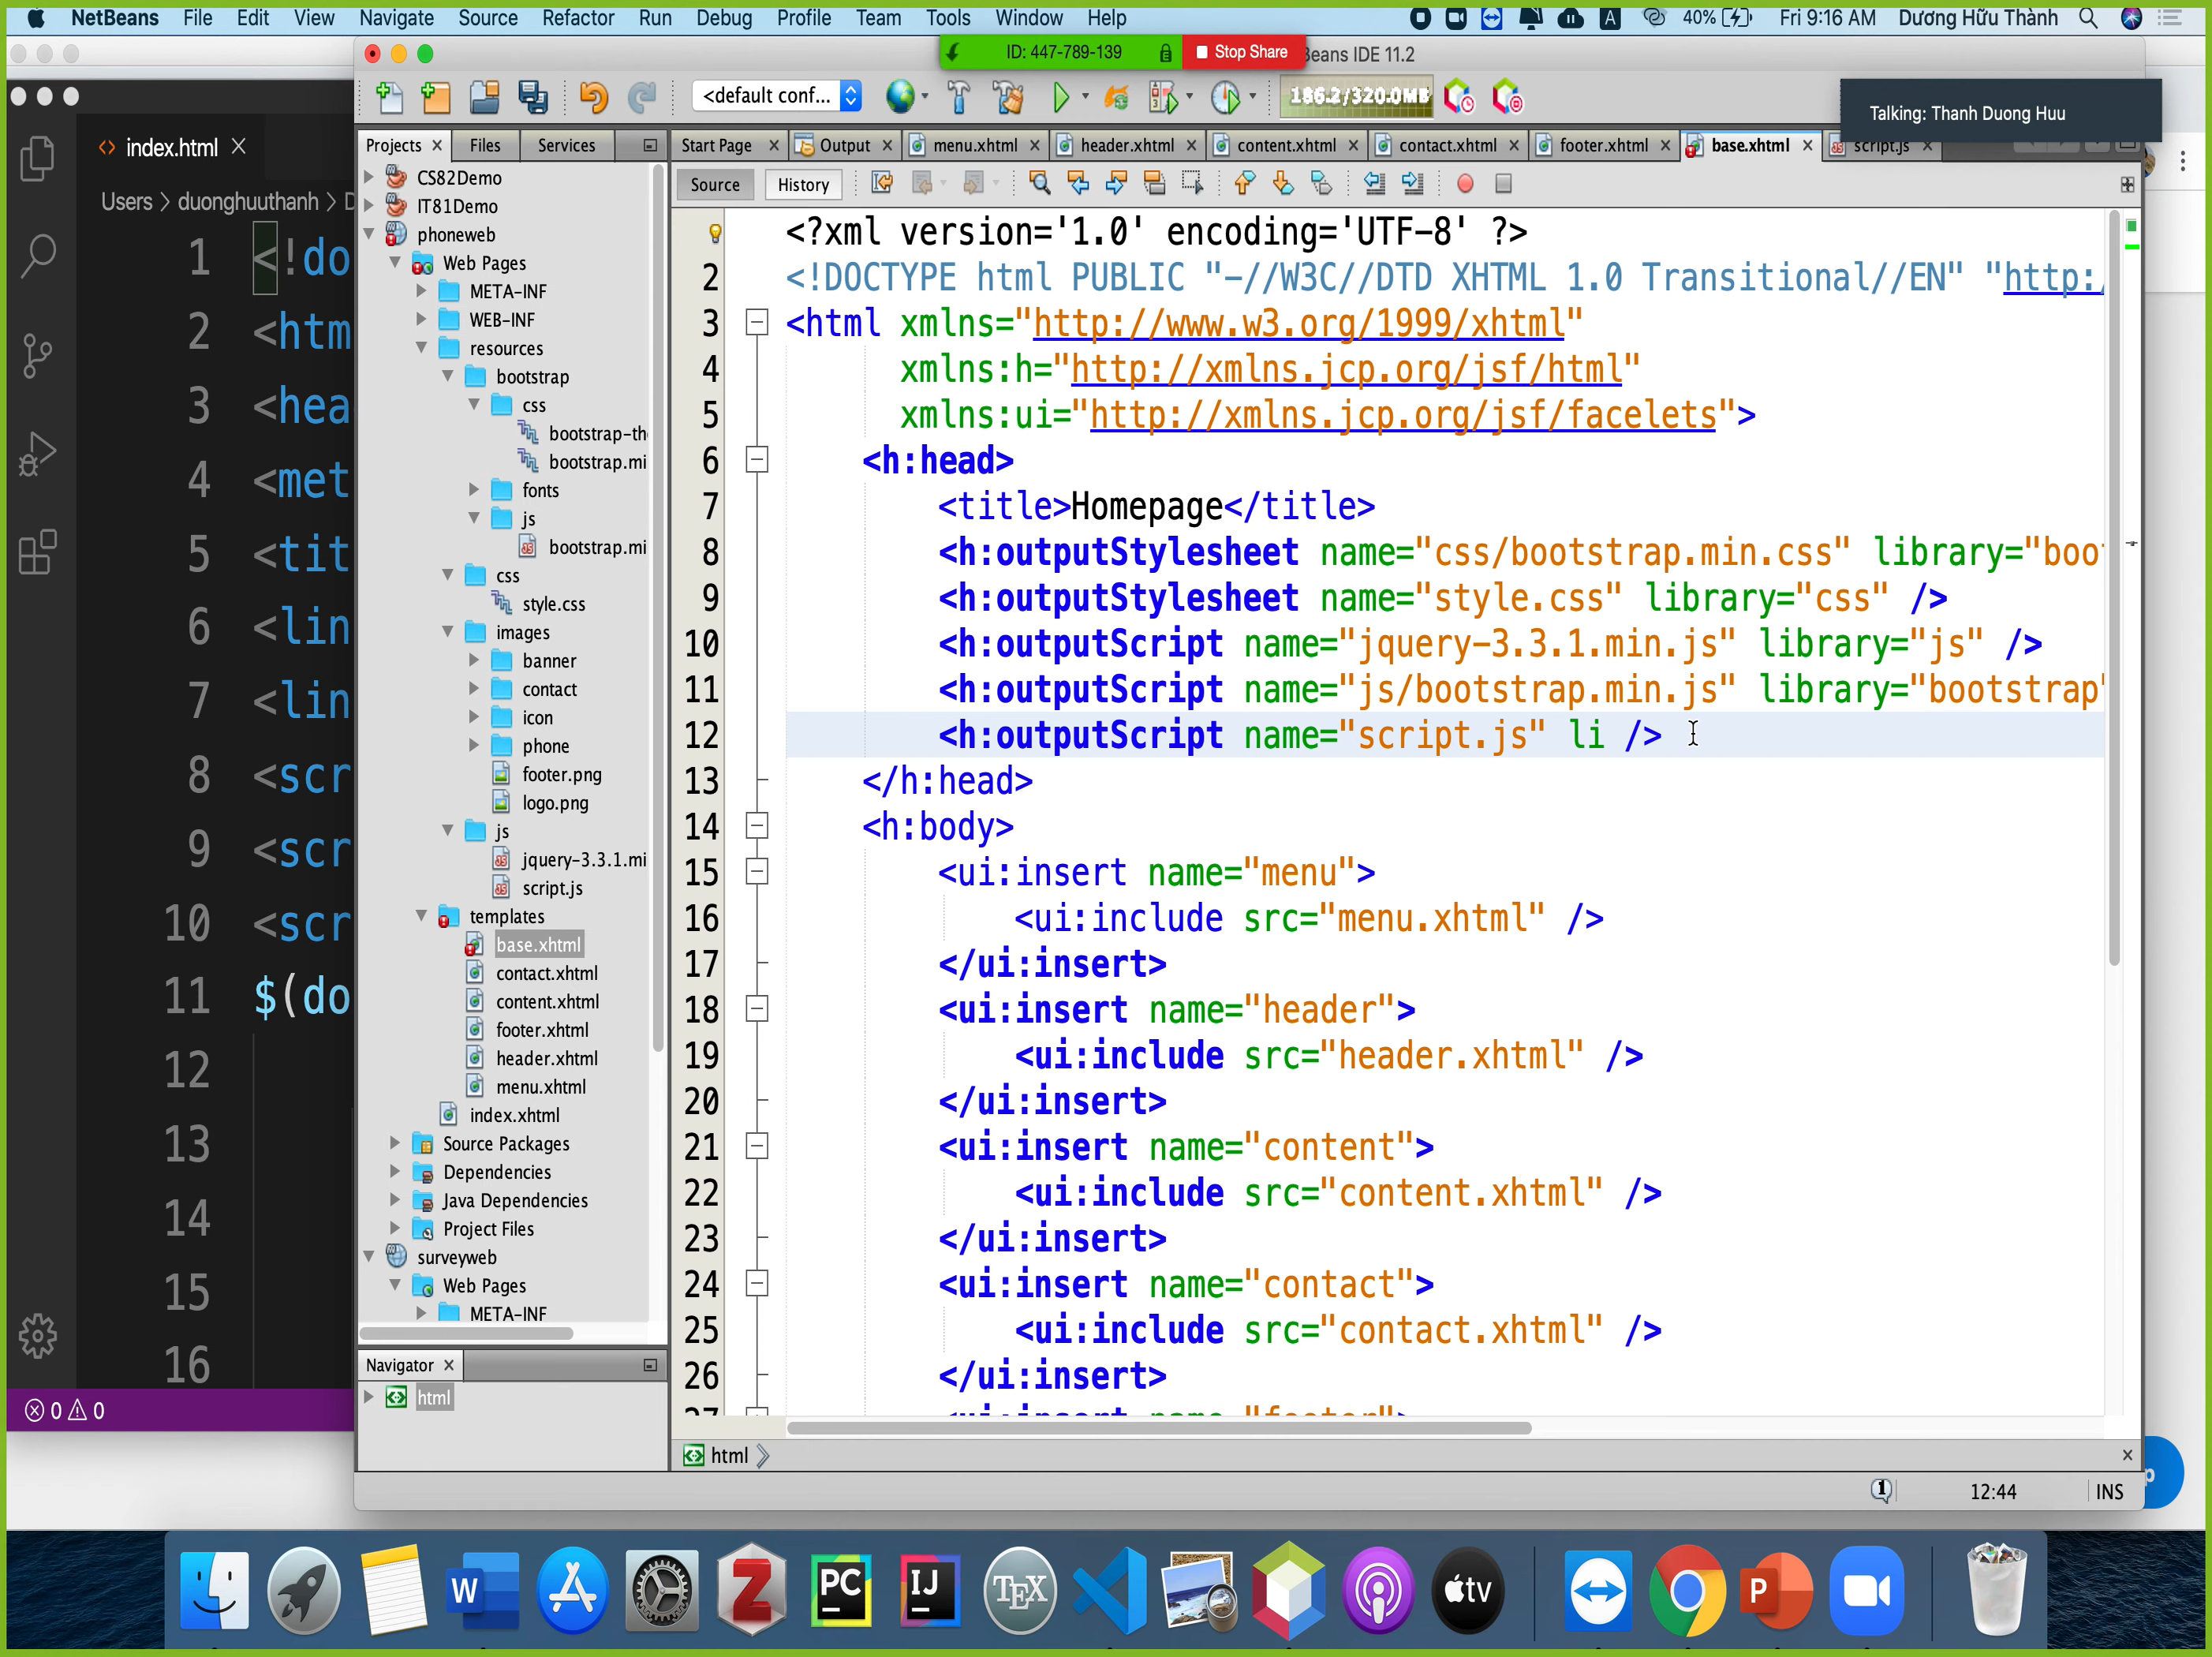 NetBeans File Edit View Navigate Source Refactor Run Debug Profile Team Tools Window Help
40% Fri 9:16 AM Dương Hữu Thành
ID: 447-789-139 Stop Share Beans IDE 11.2
<default conf... 186.2/320.0MB
Talking: Thanh Duong Huu
index.html
Users > duonghuuthanh > D
1 <!do
2 <htm
3 <hea
4 <met
5 <tit
6 <lin
7 <lin
8 <scr
9 <scr
10 <scr
11 $(do
12
13
14
15
16
0 0
Projects Files Services
CS82Demo
IT81Demo
phoneweb
Web Pages
META-INF
WEB-INF
resources
bootstrap
css
bootstrap-th
bootstrap.mi
fonts
js
bootstrap.mi
css
style.css
images
banner
contact
icon
phone
footer.png
logo.png
js
jquery-3.3.1.mi
script.js
templates
base.xhtml
contact.xhtml
content.xhtml
footer.xhtml
header.xhtml
menu.xhtml
index.xhtml
Source Packages
Dependencies
Java Dependencies
Project Files
surveyweb
Web Pages
META-INF
Navigator
html
Start Page Output menu.xhtml header.xhtml content.xhtml contact.xhtml footer.xhtml base.xhtml script.js
Source History
<?xml version='1.0' encoding='UTF-8' ?>
2 <!DOCTYPE html PUBLIC "-//W3C//DTD XHTML 1.0 Transitional//EN" "http:/
3 <html xmlns="http://www.w3.org/1999/xhtml"
4 xmlns:h="http://xmlns.jcp.org/jsf/html"
5 xmlns:ui="http://xmlns.jcp.org/jsf/facelets">
6 <h:head>
7 <title>Homepage</title>
8 <h:outputStylesheet name="css/bootstrap.min.css" library="boot
9 <h:outputStylesheet name="style.css" library="css" />
10 <h:outputScript name="jquery-3.3.1.min.js" library="js" />
11 <h:outputScript name="js/bootstrap.min.js" library="bootstrap"
12 <h:outputScript name="script.js" li />
13 </h:head>
14 <h:body>
15 <ui:insert name="menu">
16 <ui:include src="menu.xhtml" />
17 </ui:insert>
18 <ui:insert name="header">
19 <ui:include src="header.xhtml" />
20 </ui:insert>
21 <ui:insert name="content">
22 <ui:include src="content.xhtml" />
23 </ui:insert>
24 <ui:insert name="contact">
25 <ui:include src="contact.xhtml" />
26 </ui:insert>
27 <ui:insert name="footer">
html
12:44 INS
W Z PC IJ TEX tv P